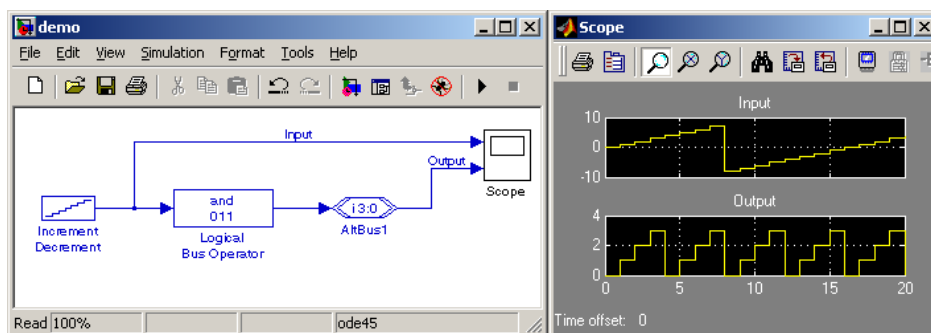 demo
File Edit View Simulation Format Tools Help
Input
Output
Scope
and
011
i 3:0
Increment
Decrement
Logical
Bus Operator
AltBus1
Read 100% ode45
Scope
Input
10
0
-10
Output
4
2
0
0 5 10 15 20
Time offset: 0